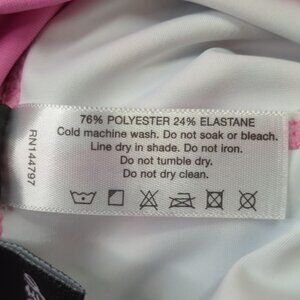 76% POLYESTER 24% ELASTANE
Cold machine wash. Do not soak or bleach.
Line dry in shade. Do not iron.
Do not tumble dry.
Do not dry clean.
RN144797